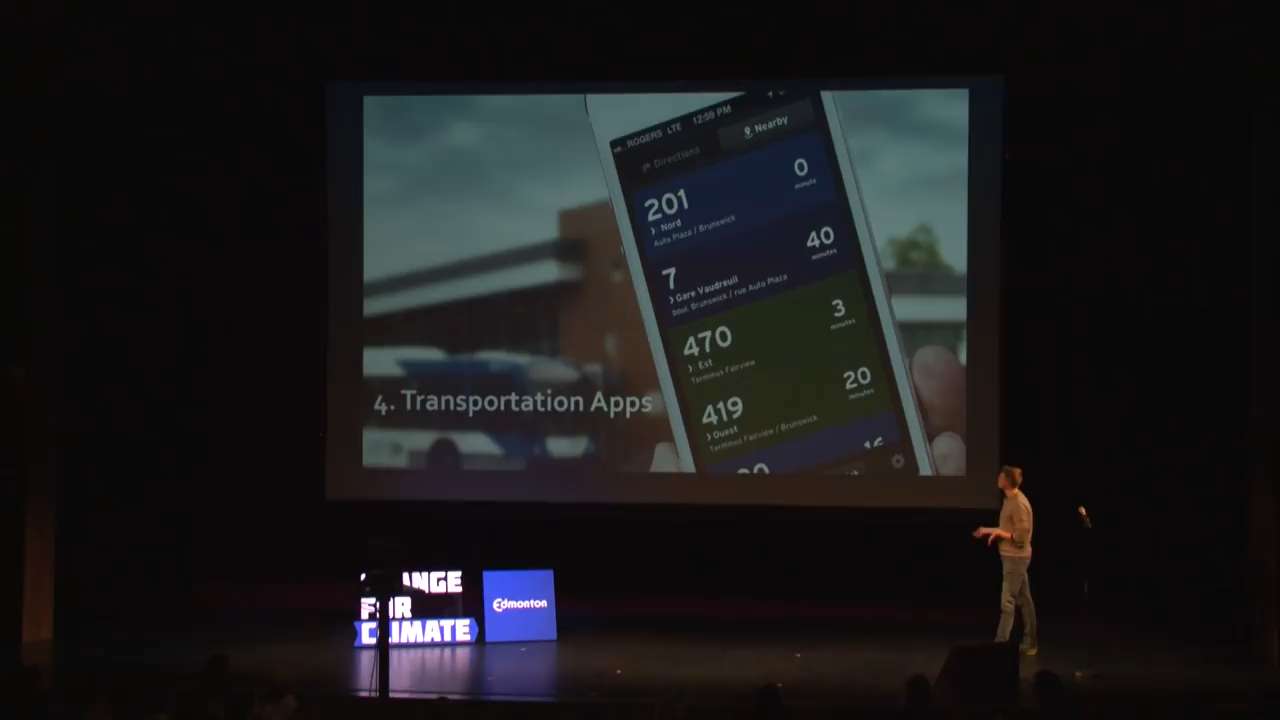 ROGERS LTE 12:59 PM
Directions
Nearby
201
0
Nord
minute
Auto Plaza / Brunswick
7
40
Gare Vaudreuil
minutes
boul. Brunswick / rue Auto Plaza
470
3
Est
minutes
Terminus Fairview
419
20
Ouest
minutes
Terminus Fairview / Brunswick
4. Transportation Apps
FOR
CLIMATE
Edmonton